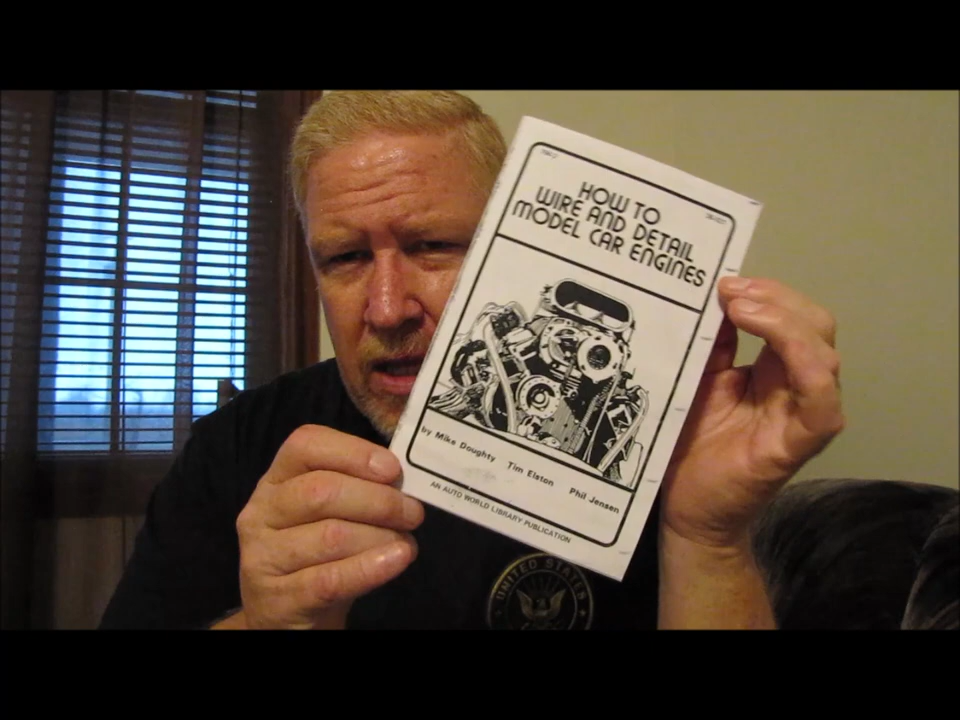 HOW TO
WIRE AND DETAIL
MODEL CAR ENGINES
by Mike Doughty Tim Elston Phil Jensen
AN AUTO WORLD LIBRARY PUBLICATION
UNITED STATES